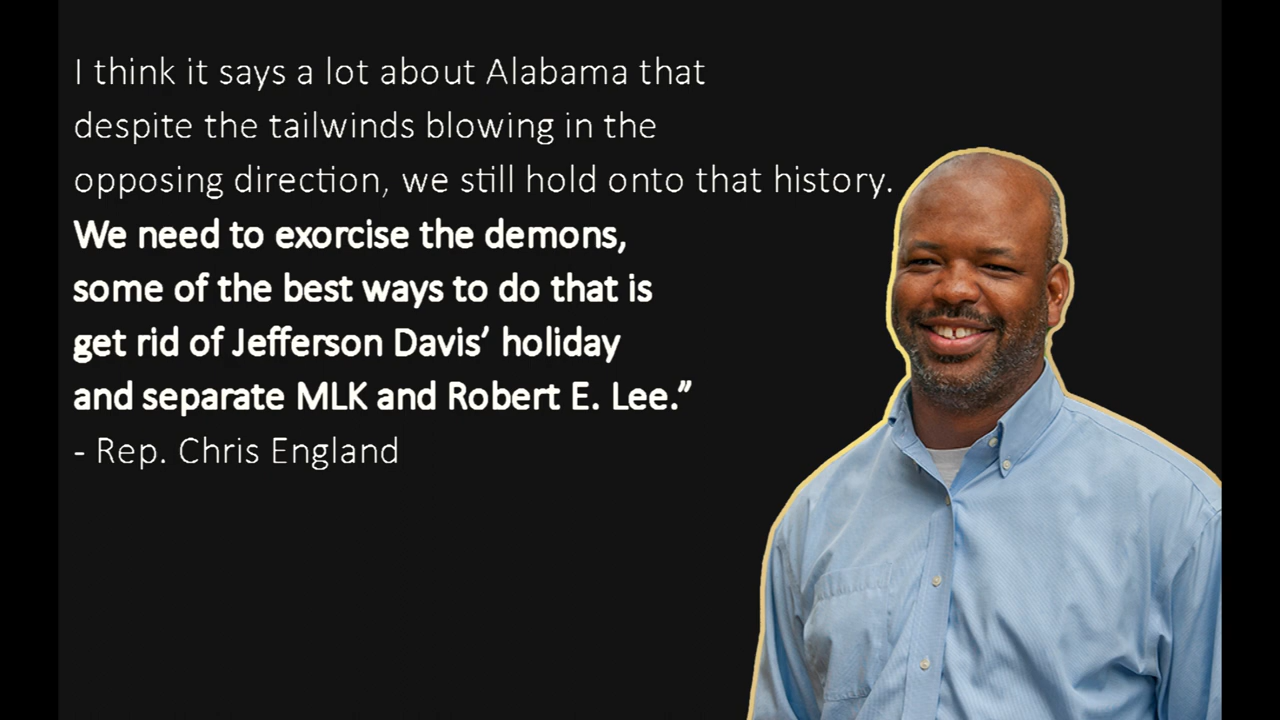 I think it says a lot about Alabama that
despite the tailwinds blowing in the
opposing direction, we still hold onto that history.
We need to exorcise the demons,
some of the best ways to do that is
get rid of Jefferson Davis’ holiday
and separate MLK and Robert E. Lee.”
- Rep. Chris England